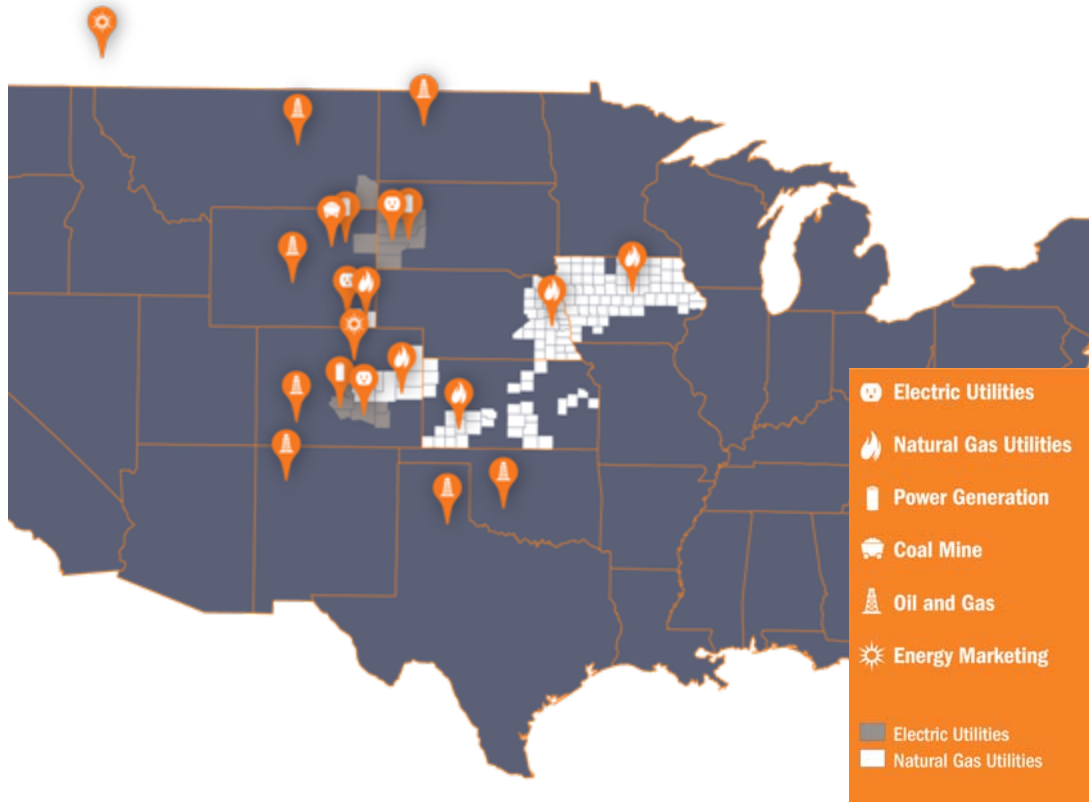 Electric Utilities
Natural Gas Utilities
Power Generation
Coal Mine
Oil and Gas
Energy Marketing
Electric Utilities
Natural Gas Utilities